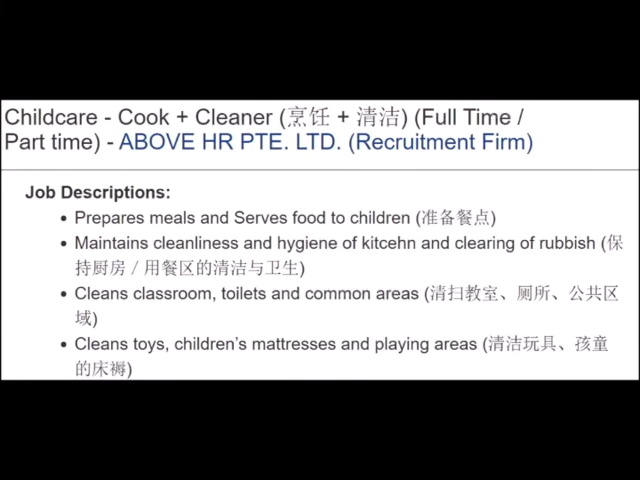 Childcare - Cook + Cleaner (烹饪 + 清洁) (Full Time /
Part time) - ABOVE HR PTE. LTD. (Recruitment Firm)
Job Descriptions:
• Prepares meals and Serves food to children (准备餐点)
• Maintains cleanliness and hygiene of kitcehn and clearing of rubbish (保
持厨房 / 用餐区的清洁与卫生)
• Cleans classroom, toilets and common areas (清扫教室、厕所、公共区
域)
• Cleans toys, children's mattresses and playing areas (清洁玩具、孩童
的床褥)